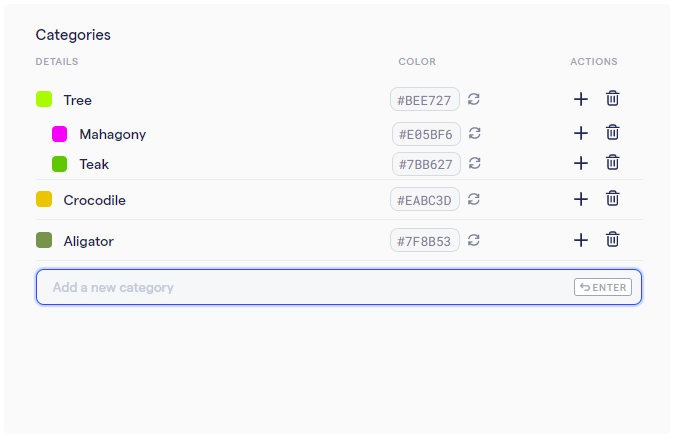 Categories
DETAILS COLOR ACTIONS
Tree #BEE727
Mahagony #E05BF6
Teak #7BB627
Crocodile #EABC3D
Aligator #7F8B53
Add a new category ENTER